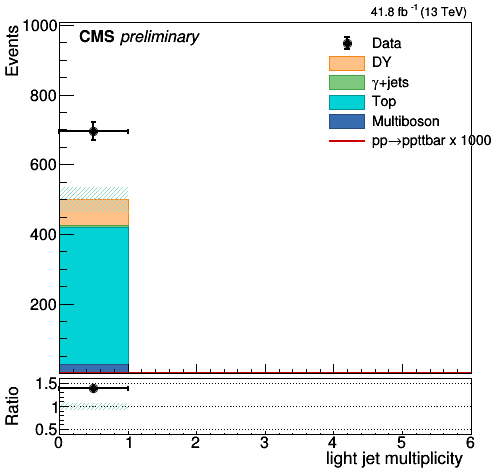 41.8 fb⁻¹ (13 TeV)
CMS preliminary
Events
1000
800
600
400
200
Data
DY
γ+jets
Top
Multiboson
pp→ppttbar x 1000
Ratio
1.5
1
0.5
0 1 2 3 4 5 6
light jet multiplicity